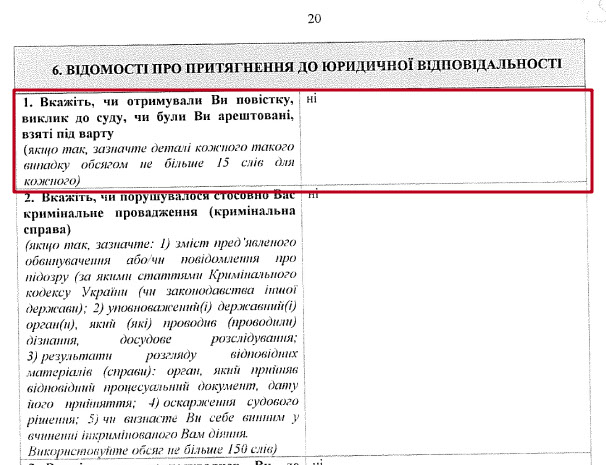 20
6. ВІДОМОСТІ ПРО ПРИТЯГНЕННЯ ДО ЮРИДИЧНОЇ ВІДПОВІДАЛЬНОСТІ
1. Вкажіть, чи отримували Ви повістку,
виклик до суду, чи були Ви арештовані,
взяті під варту
(якщо так, зазначте деталі кожного такого
випадку обсягом не більше 15 слів для
кожного)
ні
2. Вкажіть, чи порушувалося стосовно Вас
кримінальне провадження (кримінальна
справа)
(якщо так, зазначте: 1) зміст пред'явленого
обвинувачення або/чи повідомлення про
підозру (за якими статтями Кримінального
кодексу України (чи законодавства іншої
держави); 2) уповноважений(і) державний(і)
орган(и), який (які) проводив (проводили)
дізнання, досудове розслідування;
3) результати розгляду відповідних
матеріалів (справи): орган, який прийняв
відповідний процесуальний документ, дату
його прийняття; 4) оскарження судового
рішення; 5) чи визнаєте Ви себе винним у
вчиненні інкримінованого Вам діяння.
Використовуйте обсяг не більше 150 слів)
ні
ні